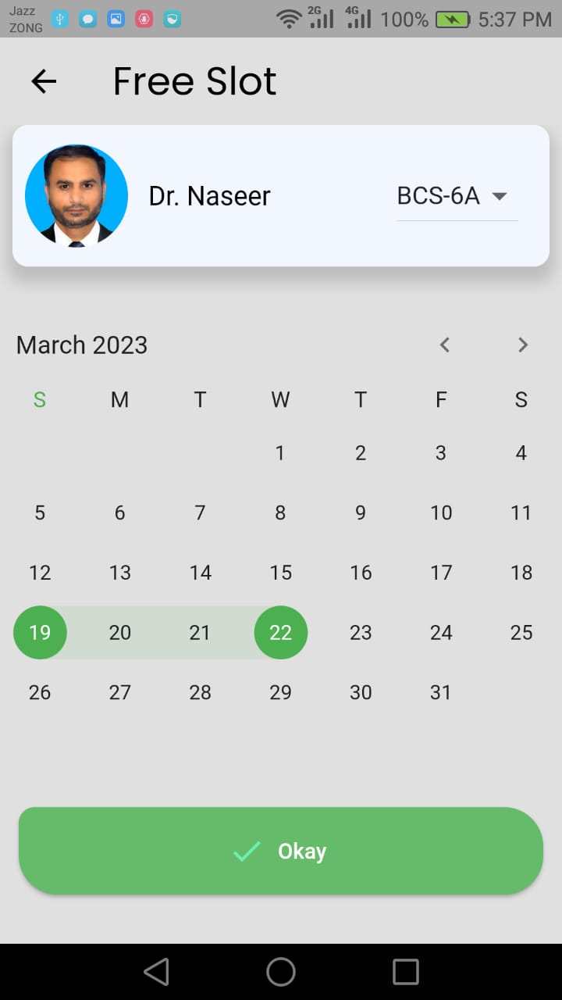 Jazz
ZONG
2G 4G 100% 5:37 PM
Free Slot
Dr. Naseer BCS-6A
March 2023
S M T W T F S
1 2 3 4
5 6 7 8 9 10 11
12 13 14 15 16 17 18
19 20 21 22 23 24 25
26 27 28 29 30 31
Okay